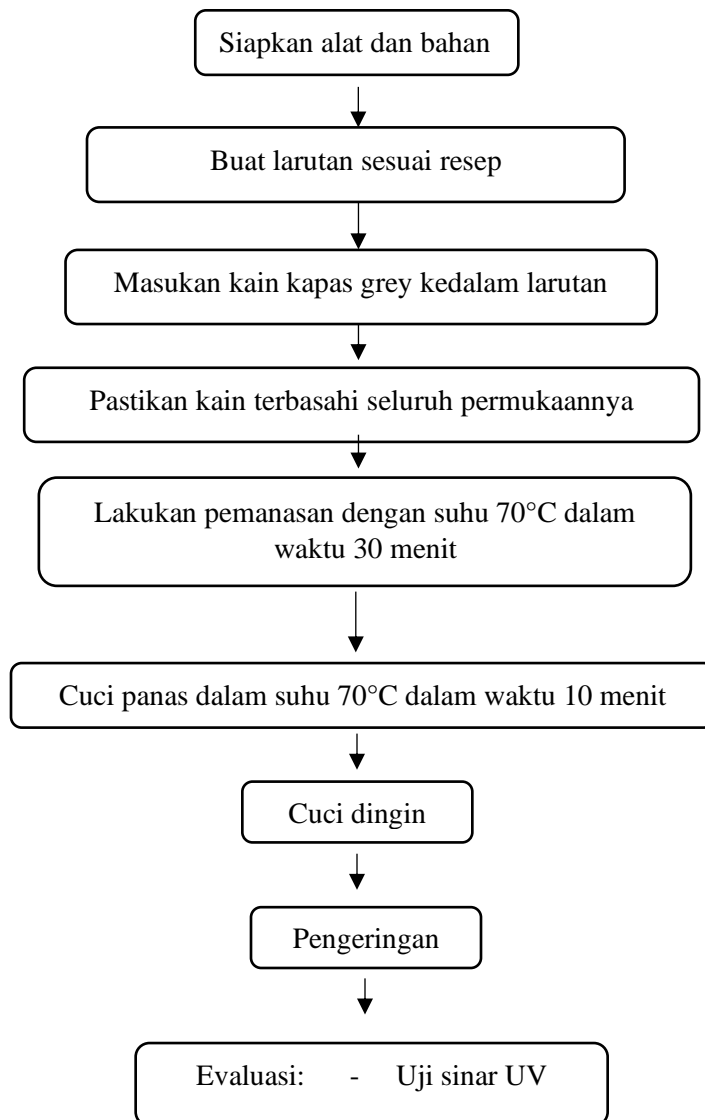 Siapkan alat dan bahan
Buat larutan sesuai resep
Masukan kain kapas grey kedalam larutan
Pastikan kain terbasahi seluruh permukaannya
Lakukan pemanasan dengan suhu 70°C dalam
waktu 30 menit
Cuci panas dalam suhu 70°C dalam waktu 10 menit
Cuci dingin
Pengeringan
Evaluasi: - Uji sinar UV